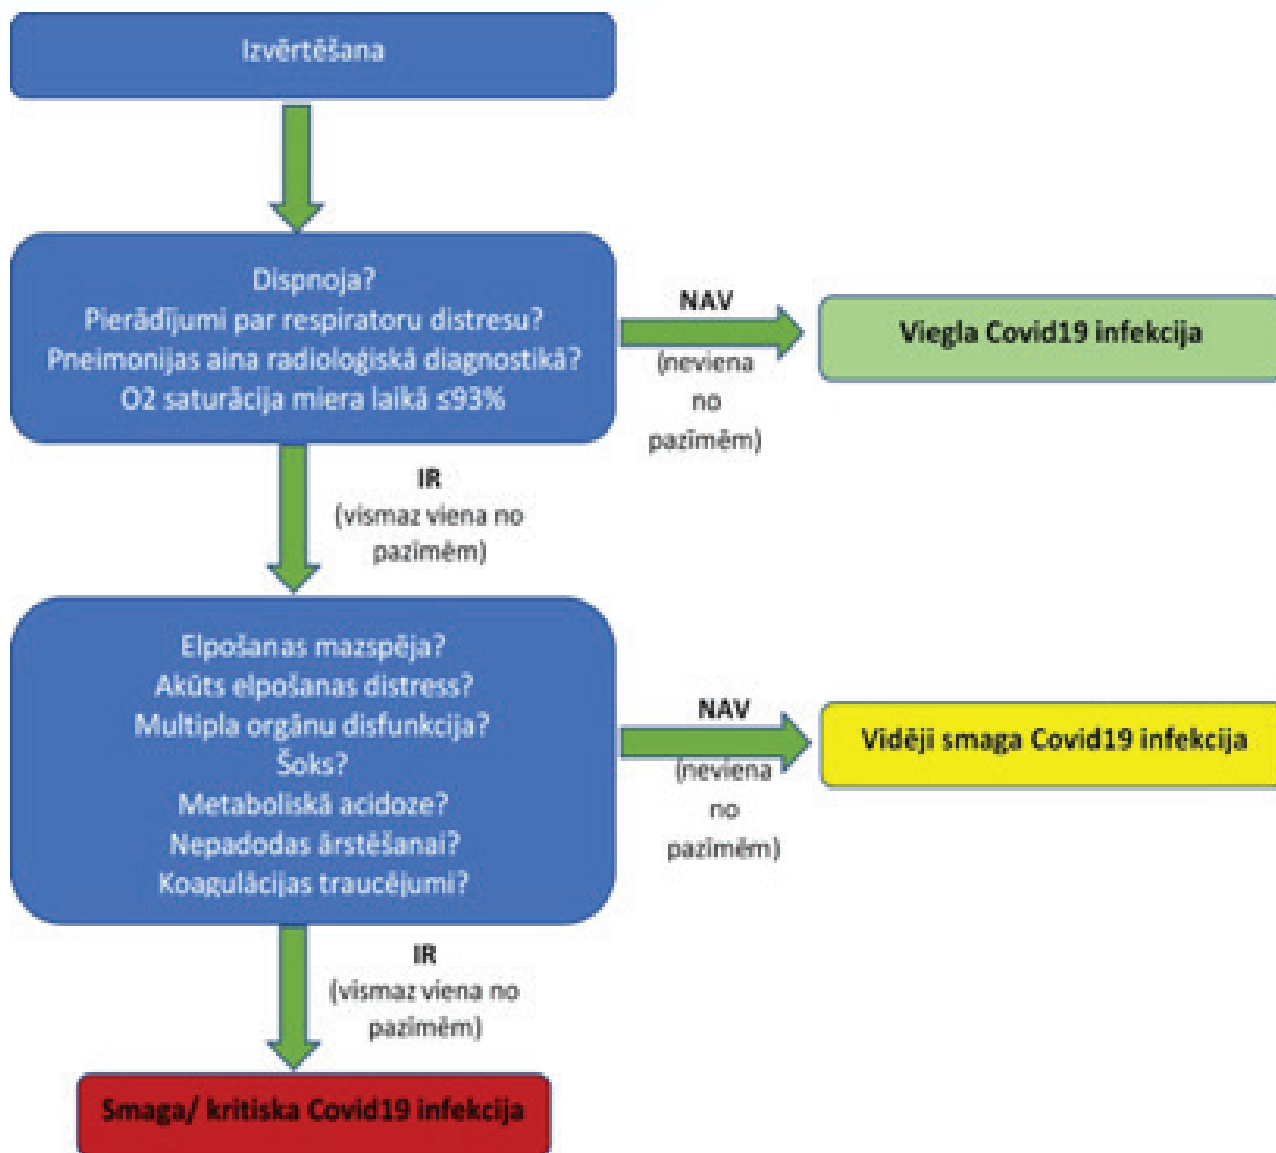 Izvērtēšana
Dispnoja?
Pierādījumi par respiratoru distresu?
Pneimonijas aina radioloģiskā diagnostikā?
O2 saturācija miera laikā ≤93%
NAV
(neviena
no
pazīmēm)
Viegla Covid19 infekcija
IR
(vismaz viena no
pazīmēm)
Elpošanas mazspēja?
Akūts elpošanas distress?
Multipla orgānu disfunkcija?
Šoks?
Metaboliskā acidoze?
Nepadodas ārstēšanai?
Koagulācijas traucējumi?
NAV
(neviena
no
pazīmēm)
Vidēji smaga Covid19 infekcija
IR
(vismaz viena no
pazīmēm)
Smaga/ kritiska Covid19 infekcija